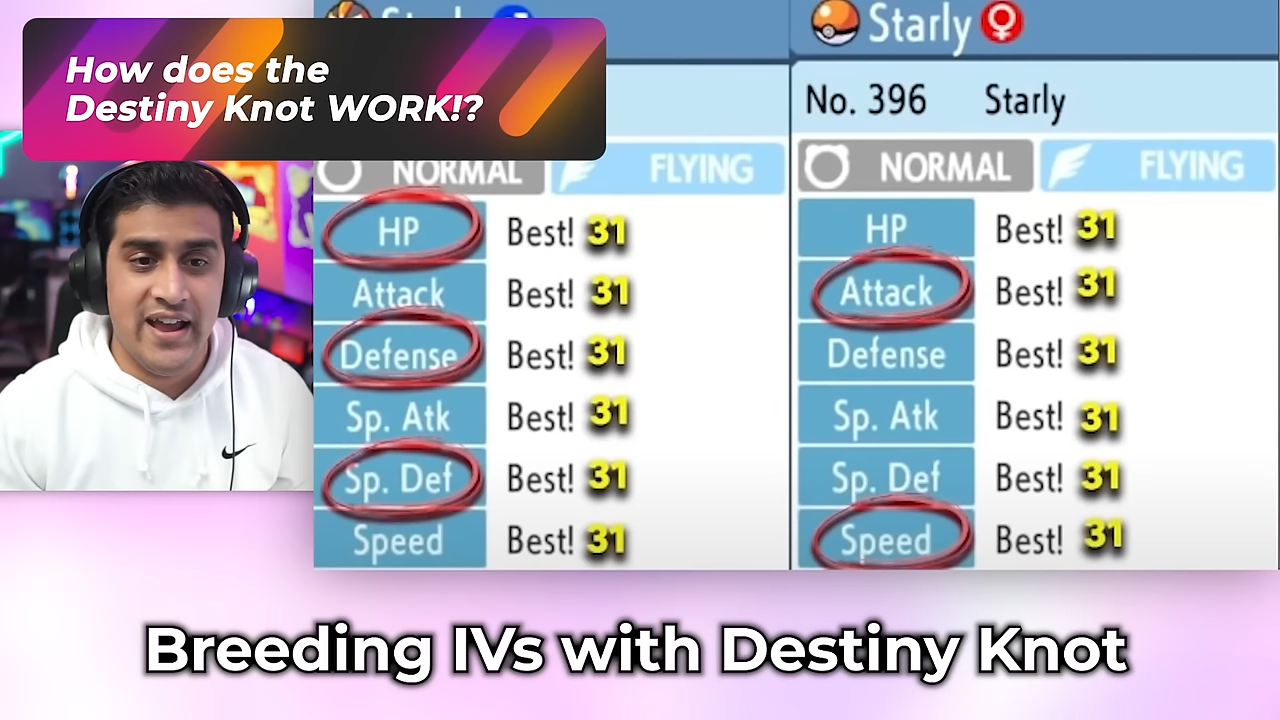 How does the
Destiny Knot WORK!?
Starly
Starly
No. 396 Starly
NORMAL FLYING
NORMAL FLYING
HP Best! 31
Attack Best! 31
Defense Best! 31
Sp. Atk Best! 31
Sp. Def Best! 31
Speed Best! 31
HP Best! 31
Attack Best! 31
Defense Best! 31
Sp. Atk Best! 31
Sp. Def Best! 31
Speed Best! 31
Breeding IVs with Destiny Knot